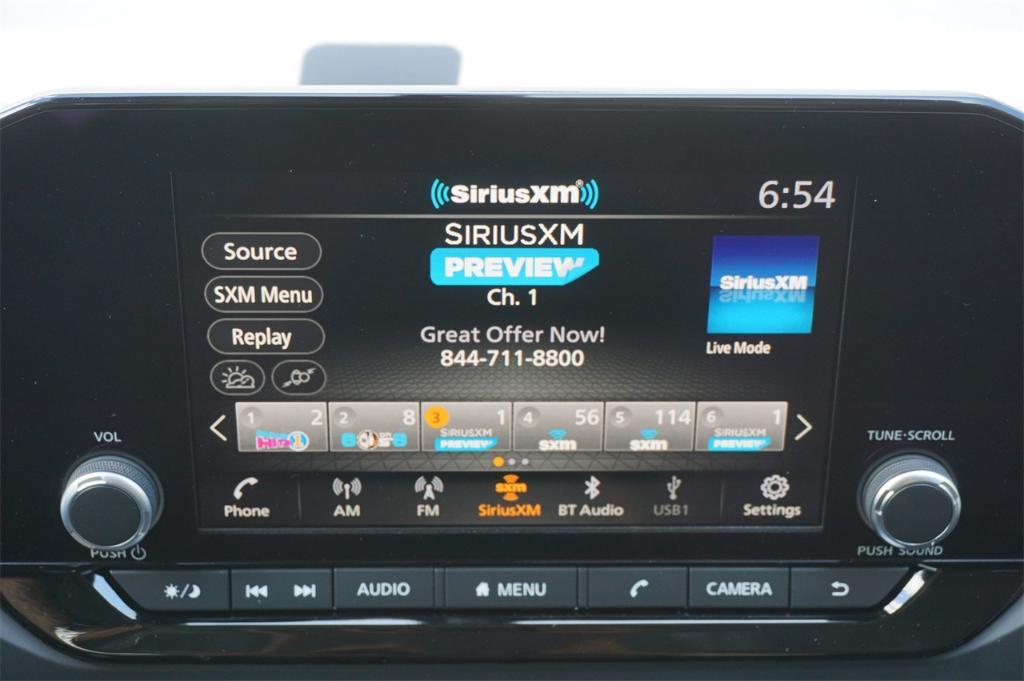 SiriusXm®
6:54
Source
SXM Menu
Replay
SIRIUSXM
PREVIEW
Ch. 1
Great Offer Now!
844-711-8800
SiriusXM
Live Mode
1 2
2 8
3 1
SIRIUSXM
PREVIEW
4 56
sxm
5 114
sxm
6 1
SIRIUSXM
PREVIEW
Phone
AM
FM
sxm
SiriusXM
BT Audio
USB1
Settings
VOL
PUSH
TUNE·SCROLL
PUSH SOUND
AUDIO
MENU
CAMERA